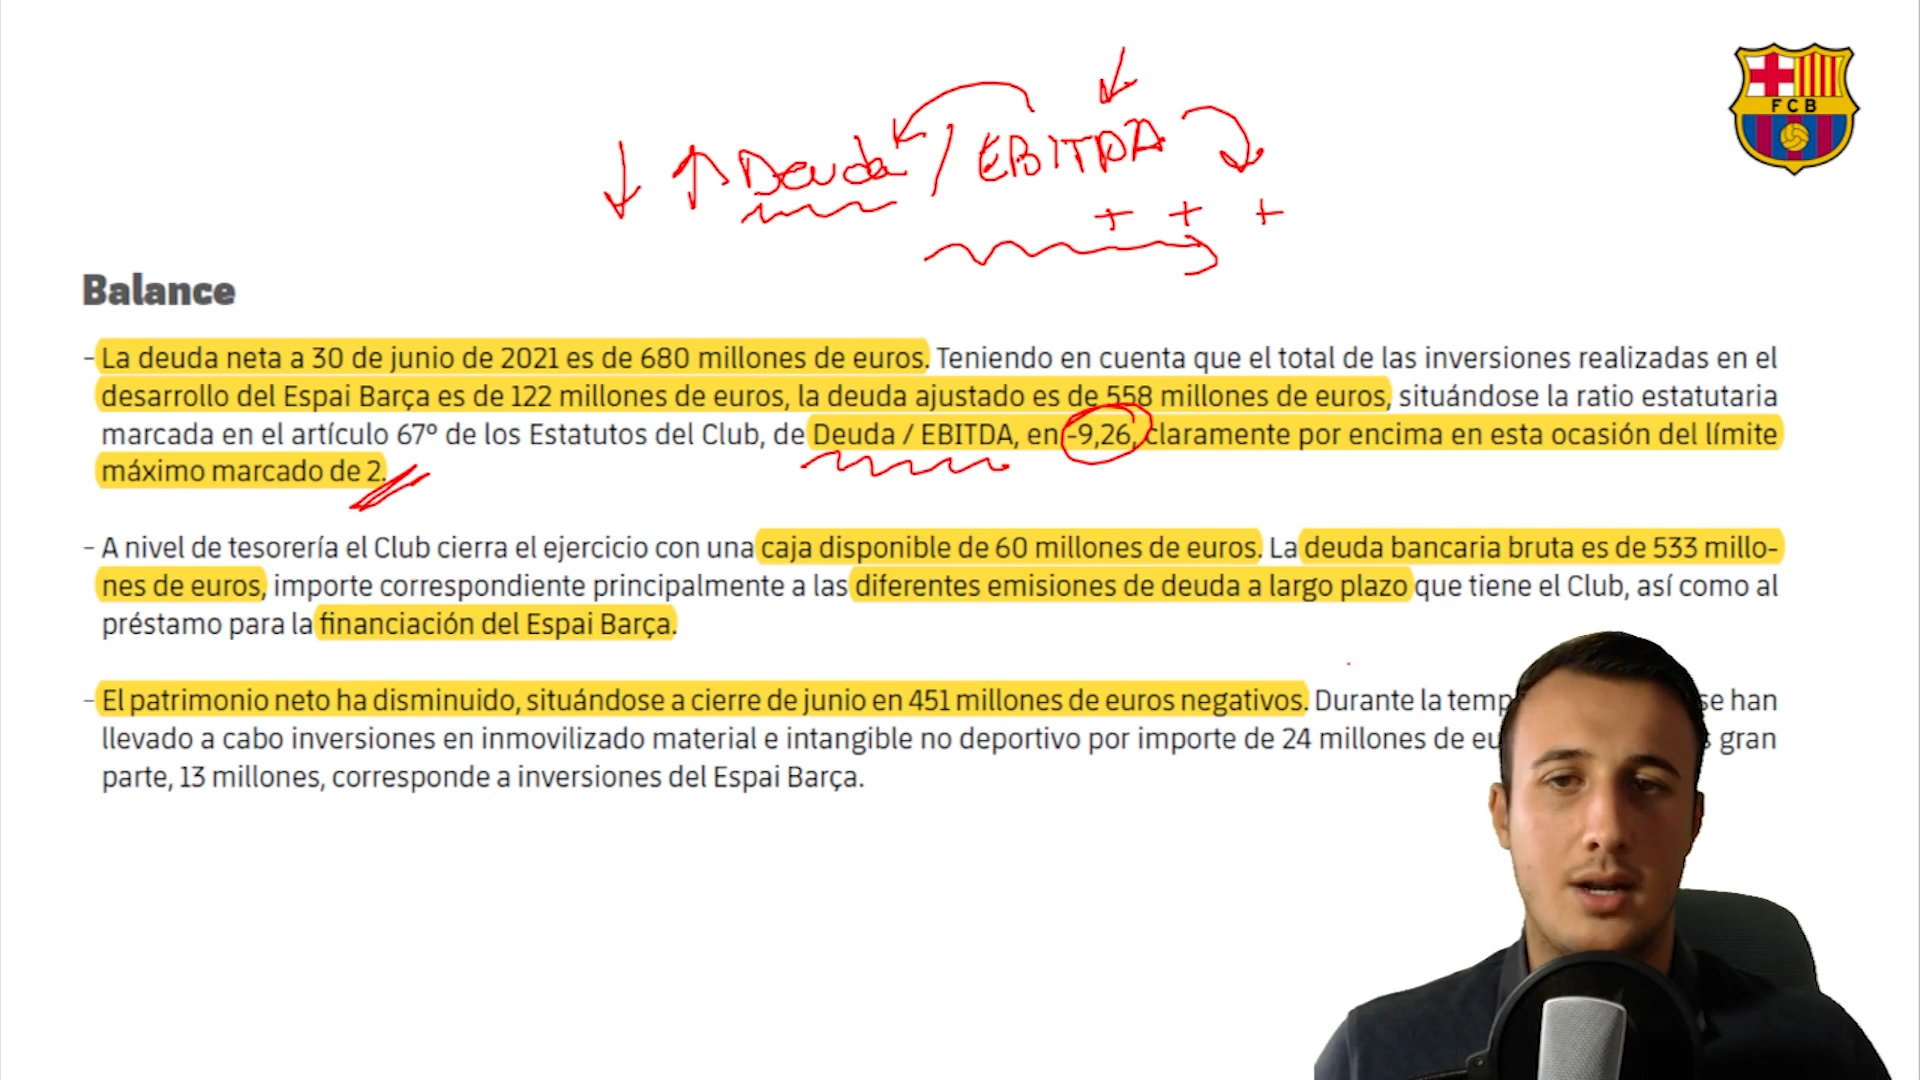 FCB
Deuda / EBITDA
+ + +
Balance
- La deuda neta a 30 de junio de 2021 es de 680 millones de euros. Teniendo en cuenta que el total de las inversiones realizadas en el
desarrollo del Espai Barça es de 122 millones de euros, la deuda ajustado es de 558 millones de euros, situándose la ratio estatutaria
marcada en el artículo 67º de los Estatutos del Club, de Deuda / EBITDA, en -9,26, claramente por encima en esta ocasión del límite
máximo marcado de 2.
- A nivel de tesorería el Club cierra el ejercicio con una caja disponible de 60 millones de euros. La deuda bancaria bruta es de 533 millo-
nes de euros, importe correspondiente principalmente a las diferentes emisiones de deuda a largo plazo que tiene el Club, así como al
préstamo para la financiación del Espai Barça.
- El patrimonio neto ha disminuido, situándose a cierre de junio en 451 millones de euros negativos. Durante la temp se han
llevado a cabo inversiones en inmovilizado material e intangible no deportivo por importe de 24 millones de eu gran
parte, 13 millones, corresponde a inversiones del Espai Barça.